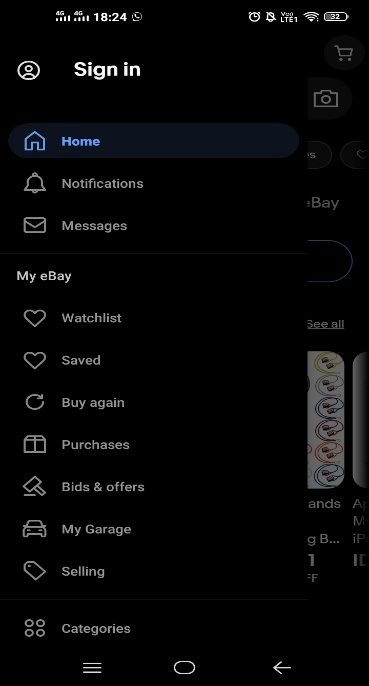 4G 4G 18:24 VoD LTE1 32
Sign in
Home
es
Notifications
eBay
Messages
My eBay
Watchlist
See all
Saved
Buy again
Purchases
Bids & offers
ands Ap
My Garage
M
g B... iP
1 ID
Selling
FF
Categories